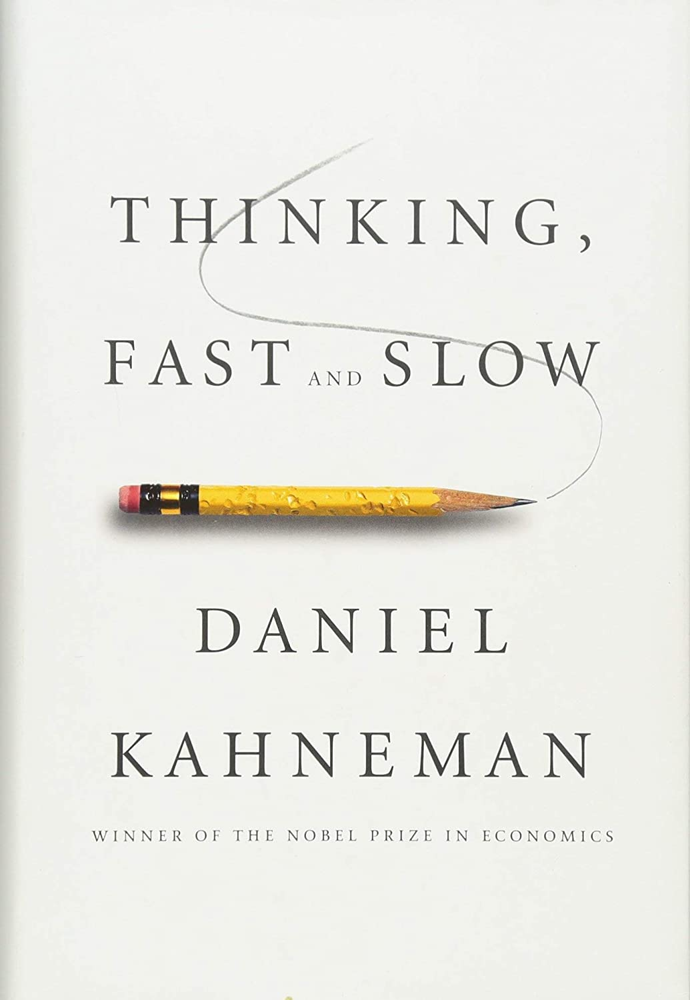 THINKING,
FAST AND SLOW
DANIEL
KAHNEMAN
WINNER OF THE NOBEL PRIZE IN ECONOMICS